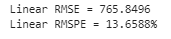 Linear RMSE = 765.8496
Linear RMSPE = 13.6588%